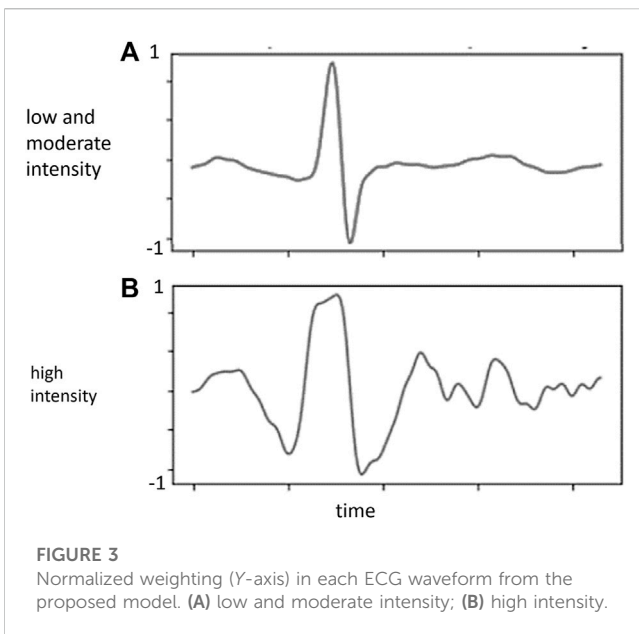 A
1
low and
moderate
intensity
-1
B
1
high
intensity
-1
time
FIGURE 3
Normalized weighting (Y-axis) in each ECG waveform from the
proposed model. (A) low and moderate intensity; (B) high intensity.